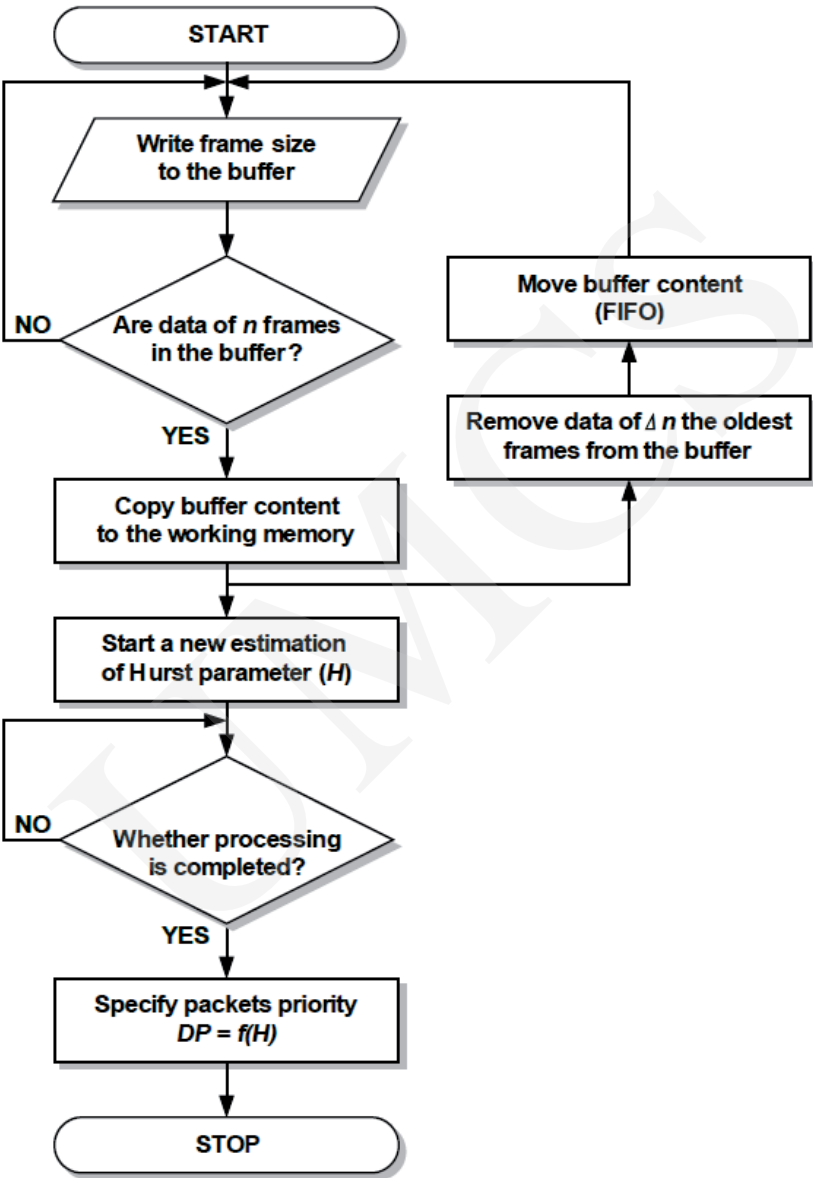 START
Write frame size
to the buffer
Are data of n frames
in the buffer?
NO
YES
Copy buffer content
to the working memory
Move buffer content
(FIFO)
Remove data of Δ n the oldest
frames from the buffer
Start a new estimation
of Hurst parameter (H)
NO
Whether processing
is completed?
YES
Specify packets priority
DP = f(H)
STOP
UMCS